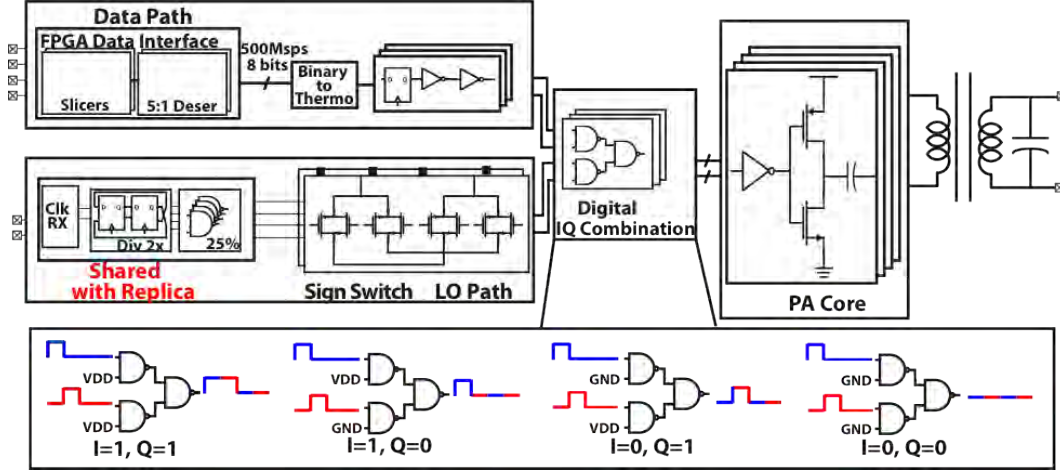 Data Path
FPGA Data Interface
Slicers
5:1 Deser
500Msps
8 bits
Binary
to
Thermo
Clk
RX
Div 2x
25%
Shared
with Replica
Sign Switch
LO Path
Digital
IQ Combination
PA Core
VDD
VDD
I=1, Q=1
VDD
GND
I=1, Q=0
GND
VDD
I=0, Q=1
GND
GND
I=0, Q=0